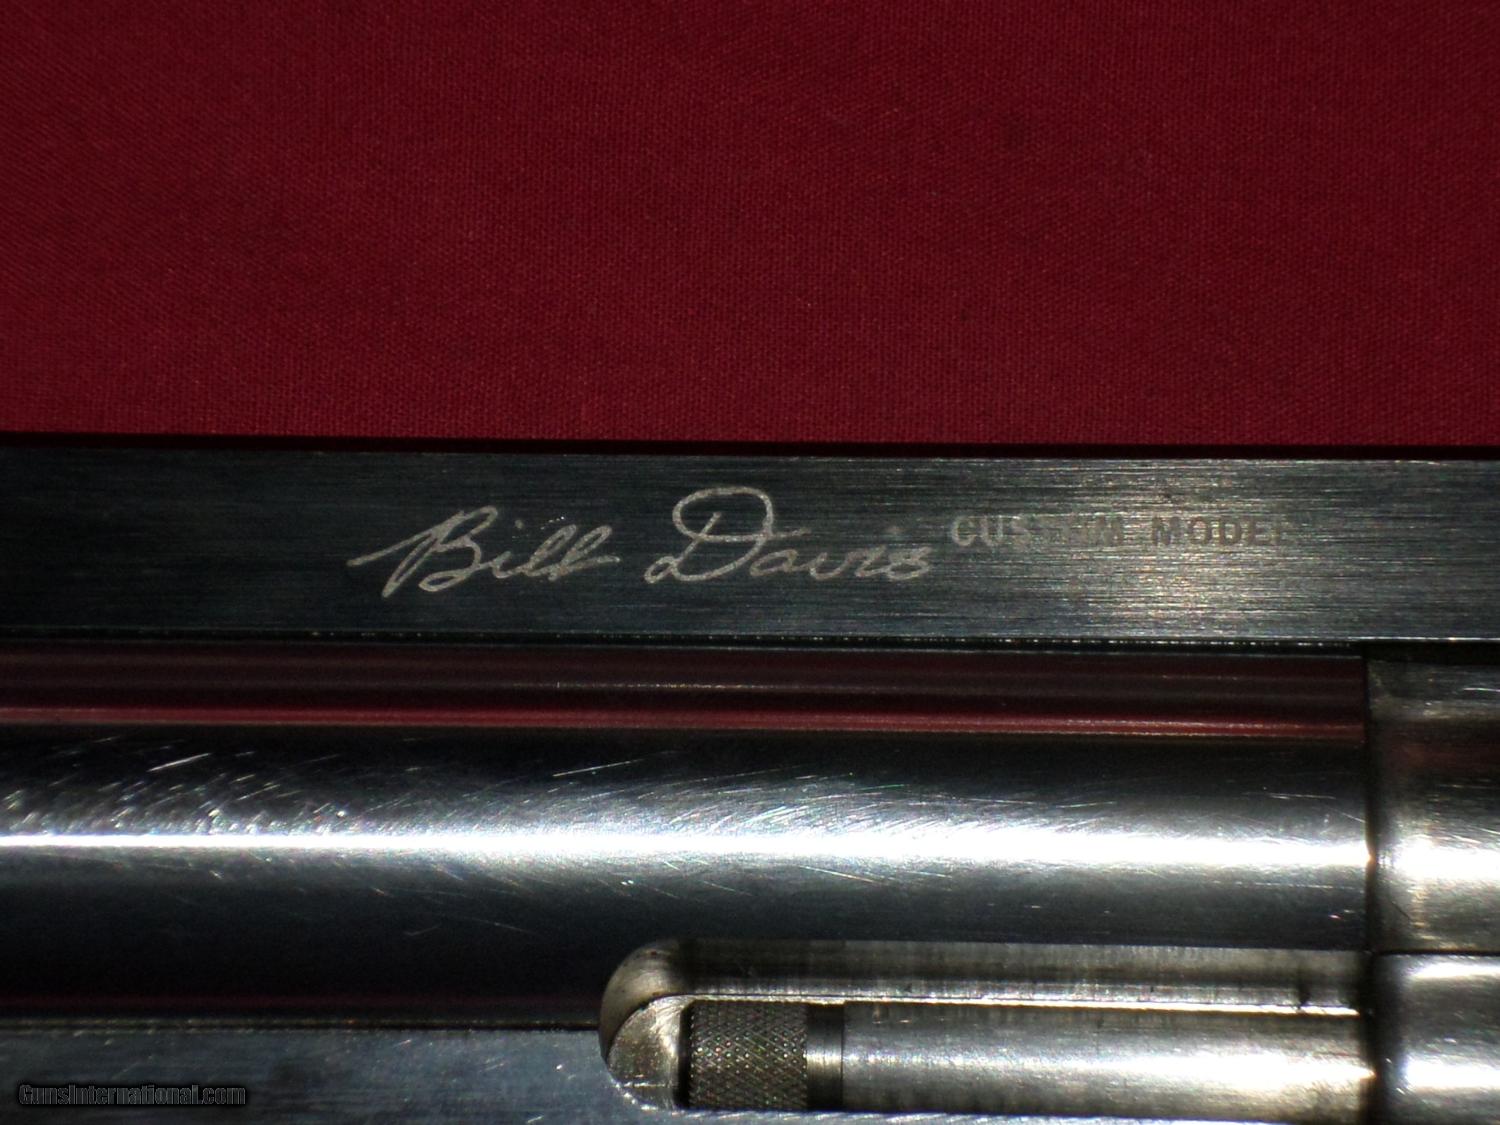 Bill Davis CUSTOM MODEL
GunsInternational.com